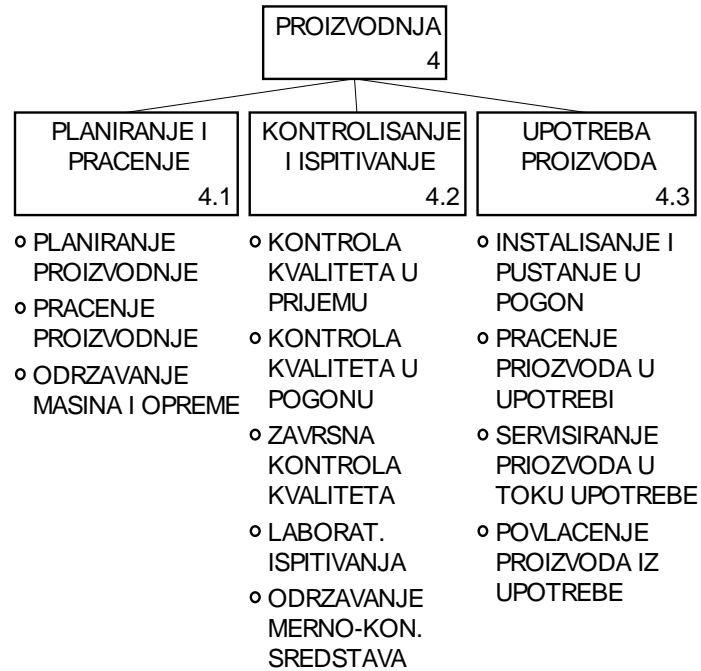 PROIZVODNJA
4
PLANIRANJE I
PRACENJE
4.1
KONTROLISANJE
I ISPITIVANJE
4.2
UPOTREBA
PROIZVODA
4.3
PLANIRANJE
PROIZVODNJE
PRACENJE
PROIZVODNJE
ODRZAVANJE
MASINA I OPREME
KONTROLA
KVALITETA U
PRIJEMU
KONTROLA
KVALITETA U
POGONU
ZAVRSNA
KONTROLA
KVALITETA
LABORAT.
ISPITIVANJA
ODRZAVANJE
MERNO-KON.
SREDSTAVA
INSTALISANJE I
PUSTANJE U
POGON
PRACENJE
PRIOZVODA U
UPOTREBI
SERVISIRANJE
PRIOZVODA U
TOKU UPOTREBE
POVLACENJE
PROIZVODA IZ
UPOTREBE